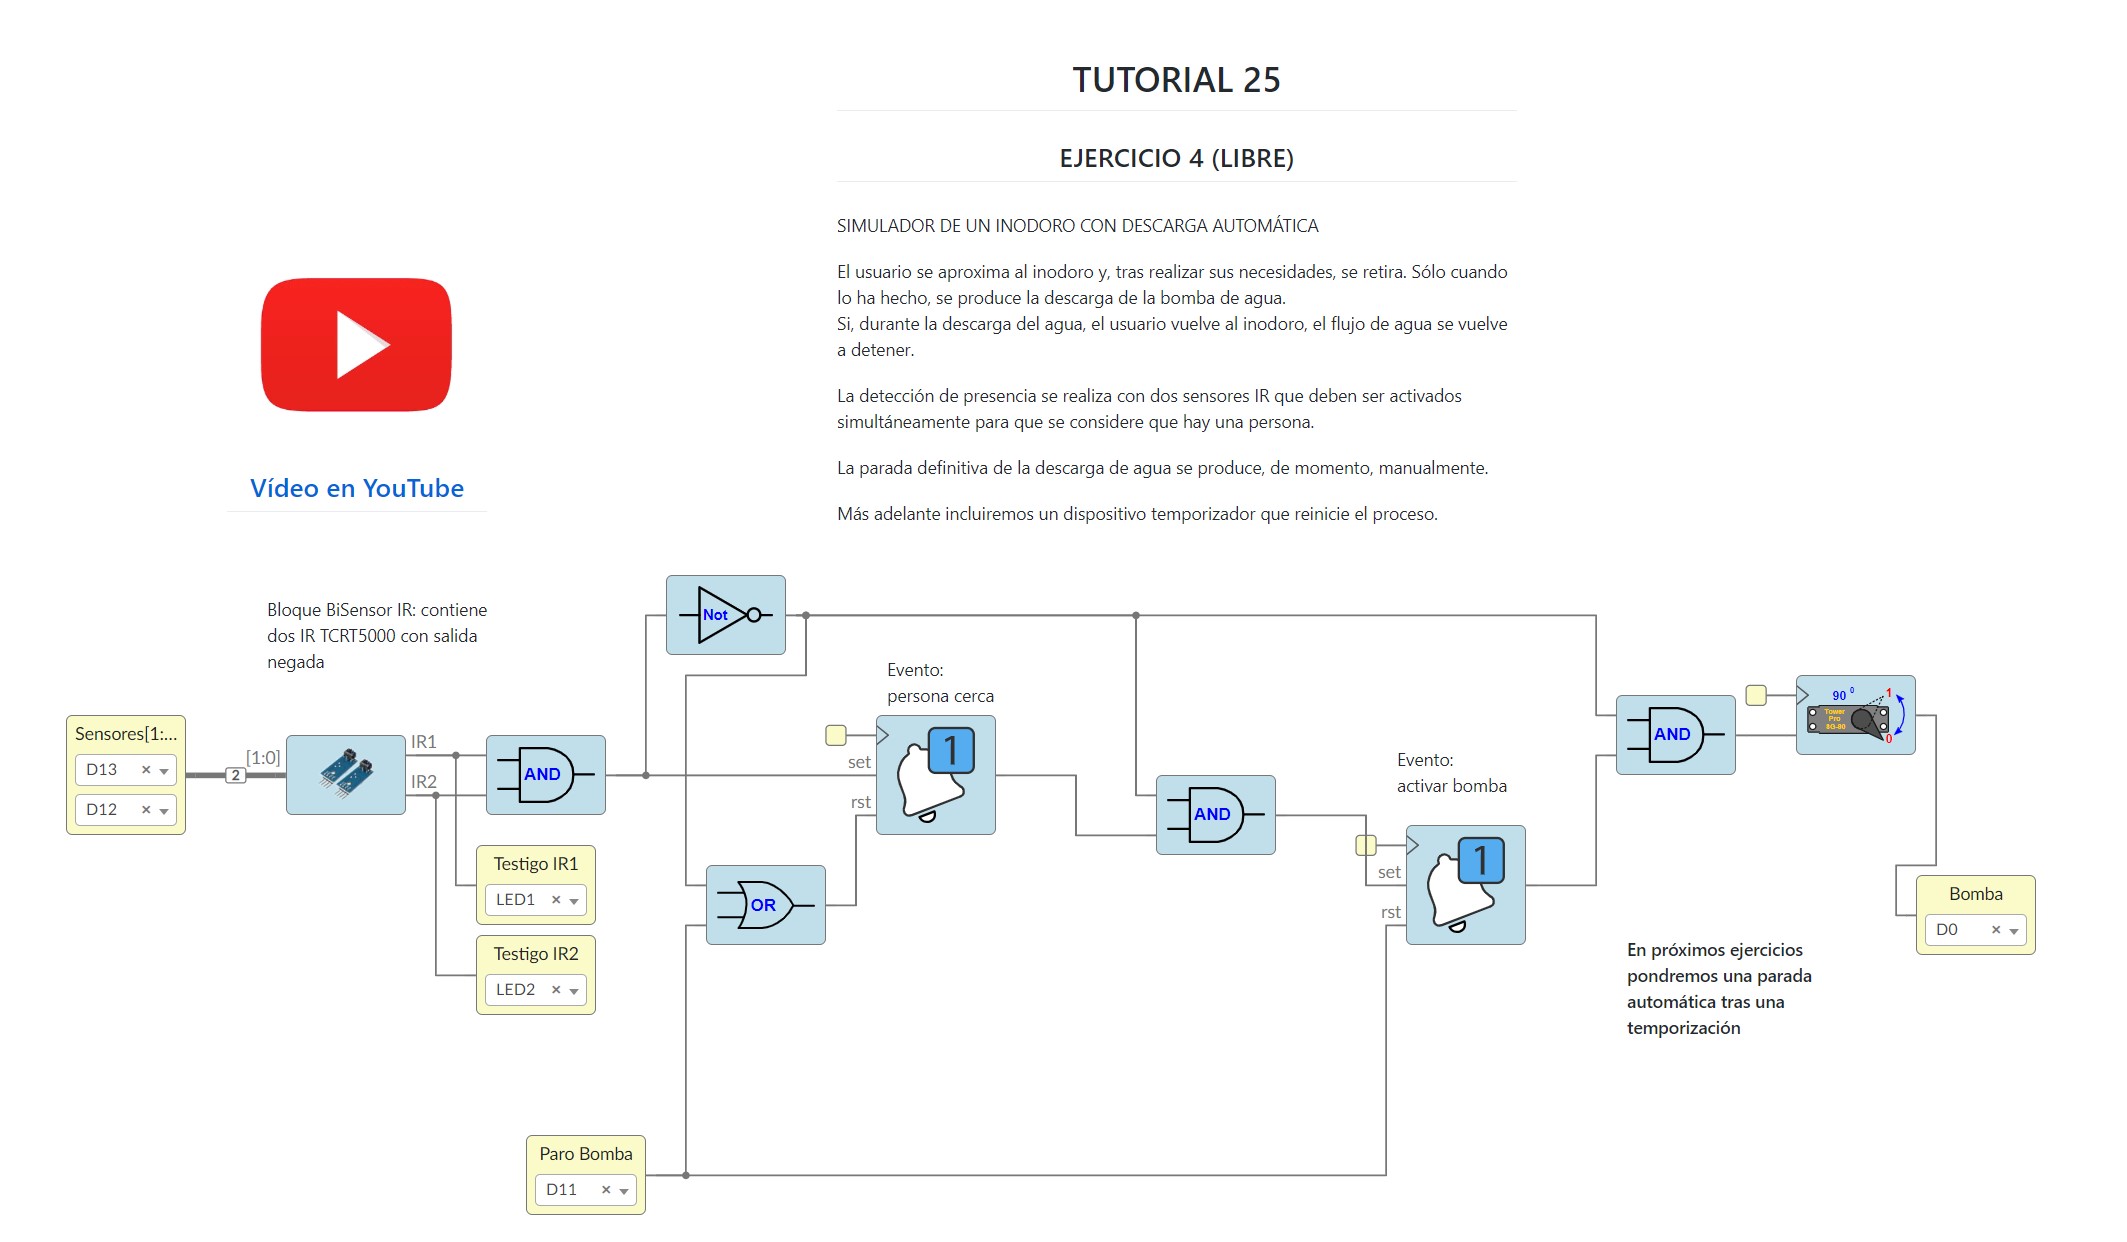 TUTORIAL 25
EJERCICIO 4 (LIBRE)
SIMULADOR DE UN INODORO CON DESCARGA AUTOMÁTICA
El usuario se aproxima al inodoro y, tras realizar sus necesidades, se retira. Sólo cuando
lo ha hecho, se produce la descarga de la bomba de agua.
Si, durante la descarga del agua, el usuario vuelve al inodoro, el flujo de agua se vuelve
a detener.
La detección de presencia se realiza con dos sensores IR que deben ser activados
simultáneamente para que se considere que hay una persona.
La parada definitiva de la descarga de agua se produce, de momento, manualmente.
Más adelante incluiremos un dispositivo temporizador que reinicie el proceso.
Vídeo en YouTube
Bloque BiSensor IR: contiene
dos IR TCRT5000 con salida
negada
Sensores[1:...
D13
D12
2
[1:0]
IR1
IR2
AND
Testigo IR1
LED1
Testigo IR2
LED2
Not
OR
Evento:
persona cerca
set
rst
1
AND
Evento:
activar bomba
set
rst
1
AND
90 0
1
Tower
Pro
SG-90
0
Bomba
D0
En próximos ejercicios
pondremos una parada
automática tras una
temporización
Paro Bomba
D11